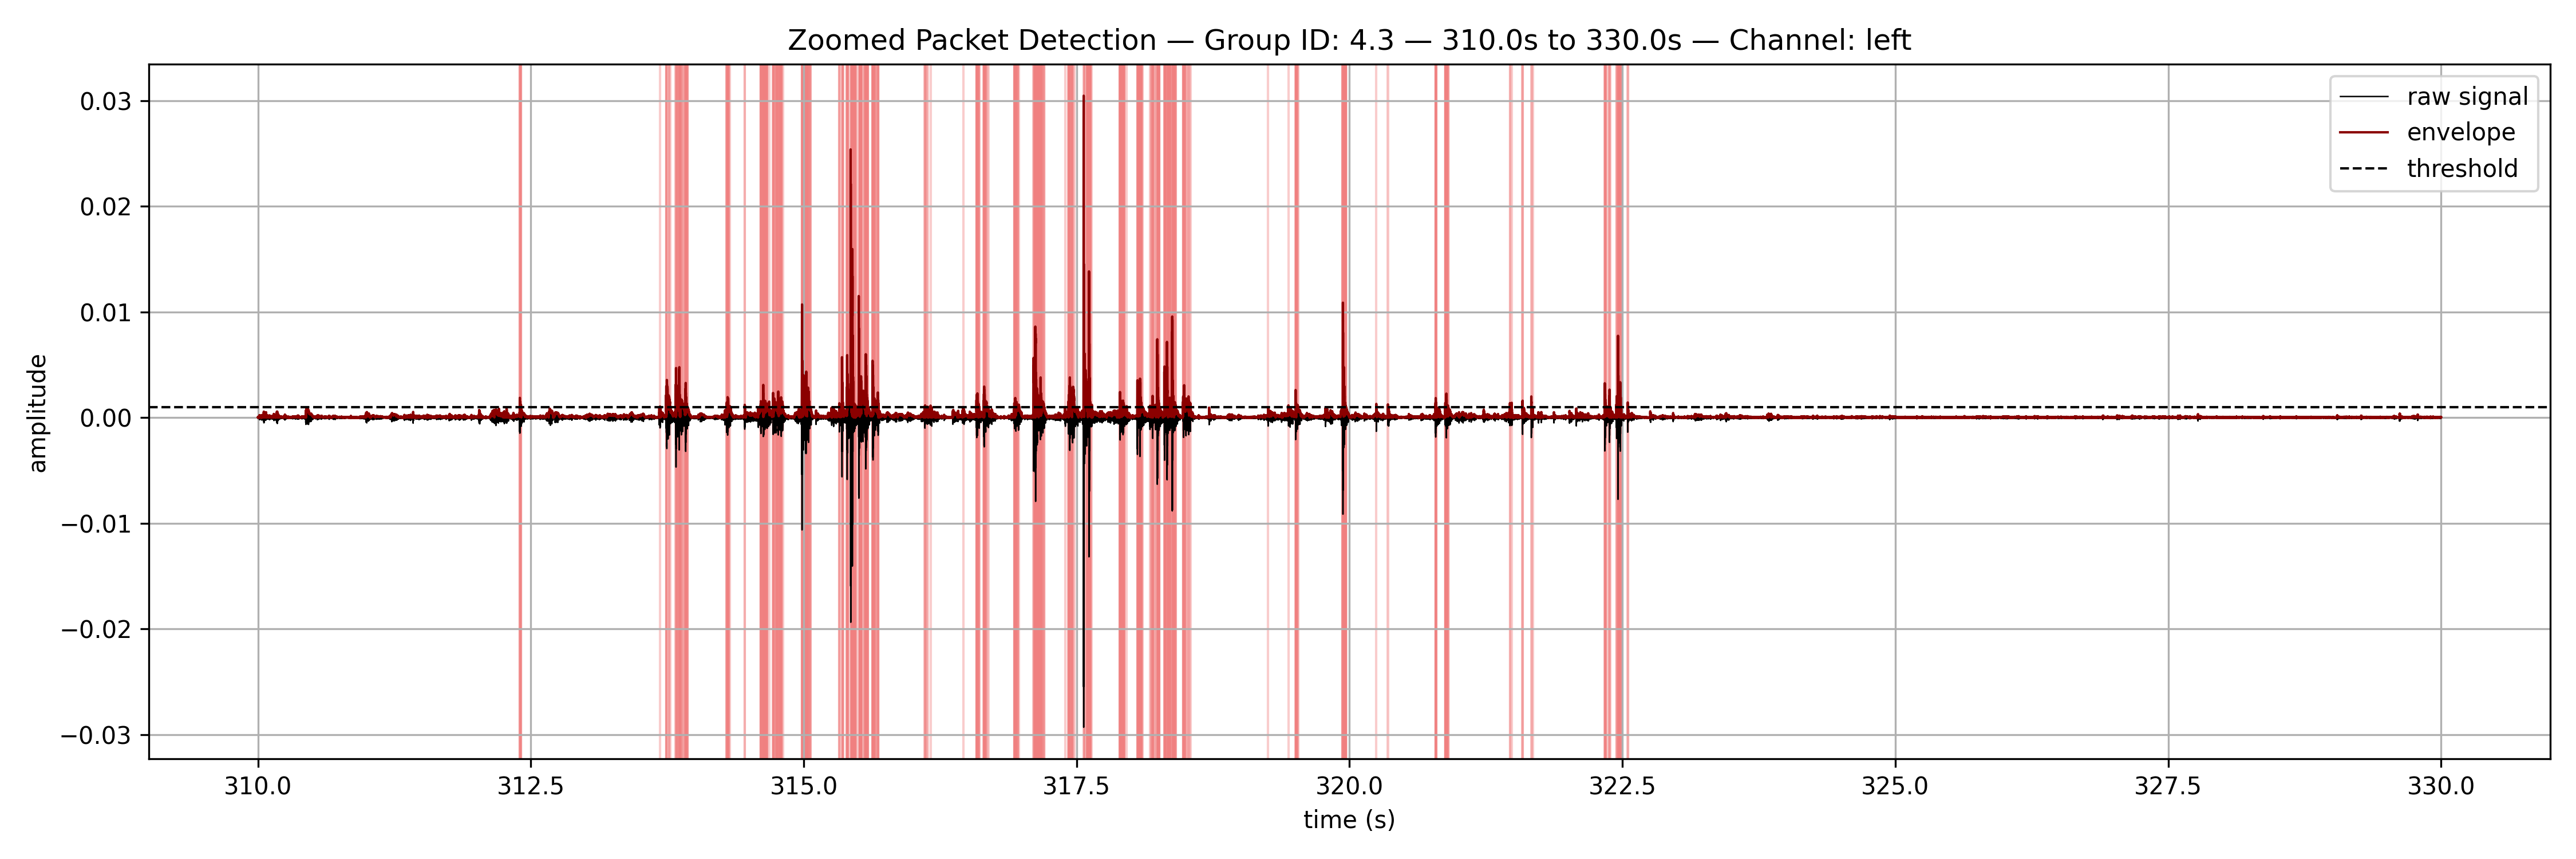 Zoomed Packet Detection — Group ID: 4.3 — 310.0s to 330.0s — Channel: left
raw signal
envelope
threshold
amplitude
0.03
0.02
0.01
0.00
−0.01
−0.02
−0.03
310.0 312.5 315.0 317.5 320.0 322.5 325.0 327.5 330.0
time (s)